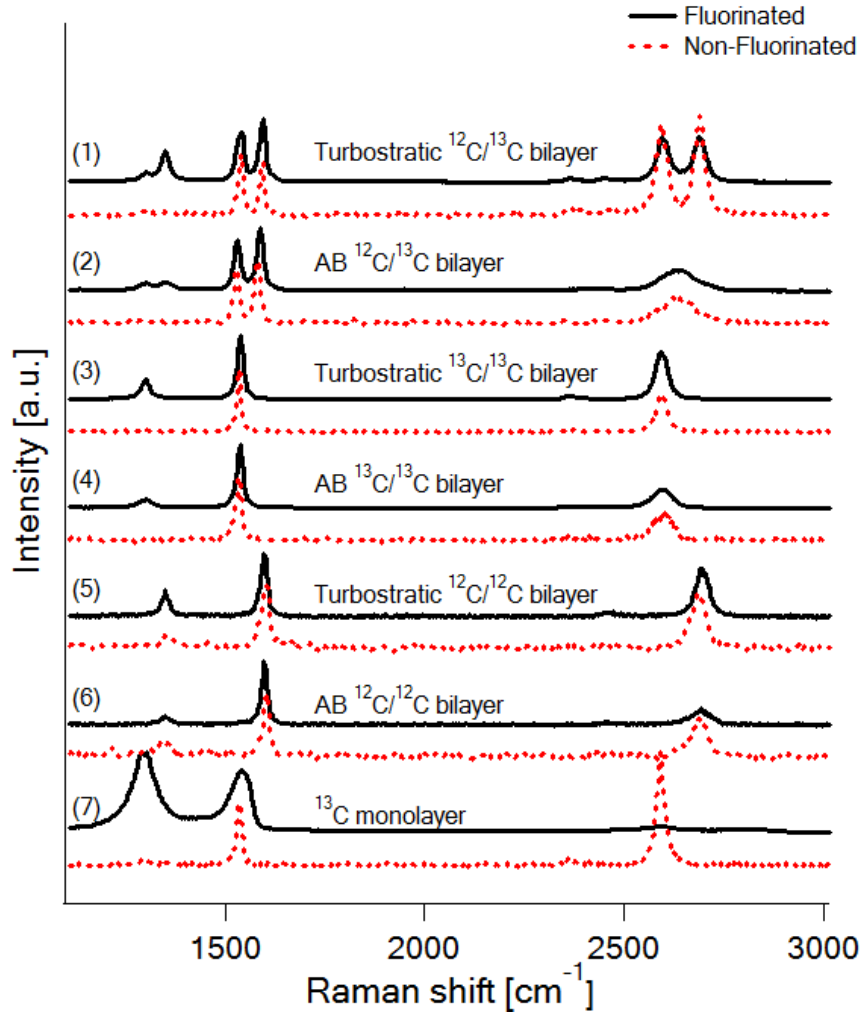 Fluorinated
Non-Fluorinated
(1) Turbostratic ¹²C/¹³C bilayer
(2) AB ¹²C/¹³C bilayer
(3) Turbostratic ¹³C/¹³C bilayer
(4) AB ¹³C/¹³C bilayer
(5) Turbostratic ¹²C/¹²C bilayer
(6) AB ¹²C/¹²C bilayer
(7) ¹³C monolayer
Intensity [a.u.]
1500 2000 2500 3000
Raman shift [cm⁻¹]